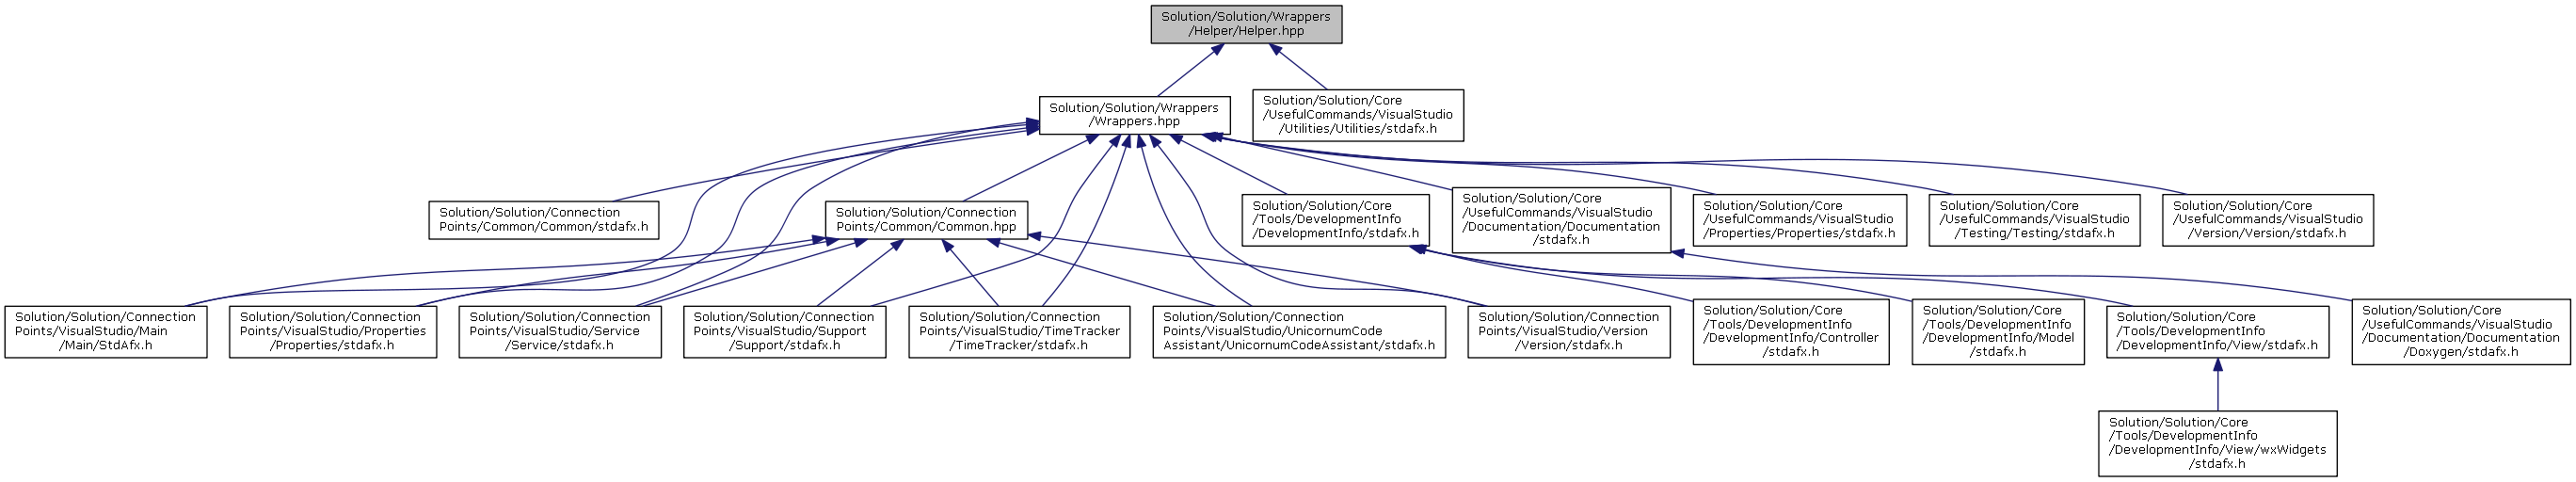 Solution/Solution/Wrappers
/Helper/Helper.hpp
Solution/Solution/Wrappers
/Wrappers.hpp
Solution/Solution/Core
/UsefulCommands/VisualStudio
/Utilities/Utilities/stdafx.h
Solution/Solution/Connection
Points/Common/Common/stdafx.h
Solution/Solution/Connection
Points/Common/Common.hpp
Solution/Solution/Core
/Tools/DevelopmentInfo
/DevelopmentInfo/stdafx.h
Solution/Solution/Core
/UsefulCommands/VisualStudio
/Documentation/Documentation
/stdafx.h
Solution/Solution/Core
/UsefulCommands/VisualStudio
/Properties/Properties/stdafx.h
Solution/Solution/Core
/UsefulCommands/VisualStudio
/Testing/Testing/stdafx.h
Solution/Solution/Core
/UsefulCommands/VisualStudio
/Version/Version/stdafx.h
Solution/Solution/Connection
Points/VisualStudio/Main
/Main/StdAfx.h
Solution/Solution/Connection
Points/VisualStudio/Properties
/Properties/stdafx.h
Solution/Solution/Connection
Points/VisualStudio/Service
/Service/stdafx.h
Solution/Solution/Connection
Points/VisualStudio/Support
/Support/stdafx.h
Solution/Solution/Connection
Points/VisualStudio/TimeTracker
/TimeTracker/stdafx.h
Solution/Solution/Connection
Points/VisualStudio/UnicornumCode
Assistant/UnicornumCodeAssistant/stdafx.h
Solution/Solution/Connection
Points/VisualStudio/Version
/Version/stdafx.h
Solution/Solution/Core
/Tools/DevelopmentInfo
/DevelopmentInfo/Controller
/stdafx.h
Solution/Solution/Core
/Tools/DevelopmentInfo
/DevelopmentInfo/Model
/stdafx.h
Solution/Solution/Core
/Tools/DevelopmentInfo
/DevelopmentInfo/View/stdafx.h
Solution/Solution/Core
/UsefulCommands/VisualStudio
/Documentation/Documentation
/Doxygen/stdafx.h
Solution/Solution/Core
/Tools/DevelopmentInfo
/DevelopmentInfo/View/wxWidgets
/stdafx.h